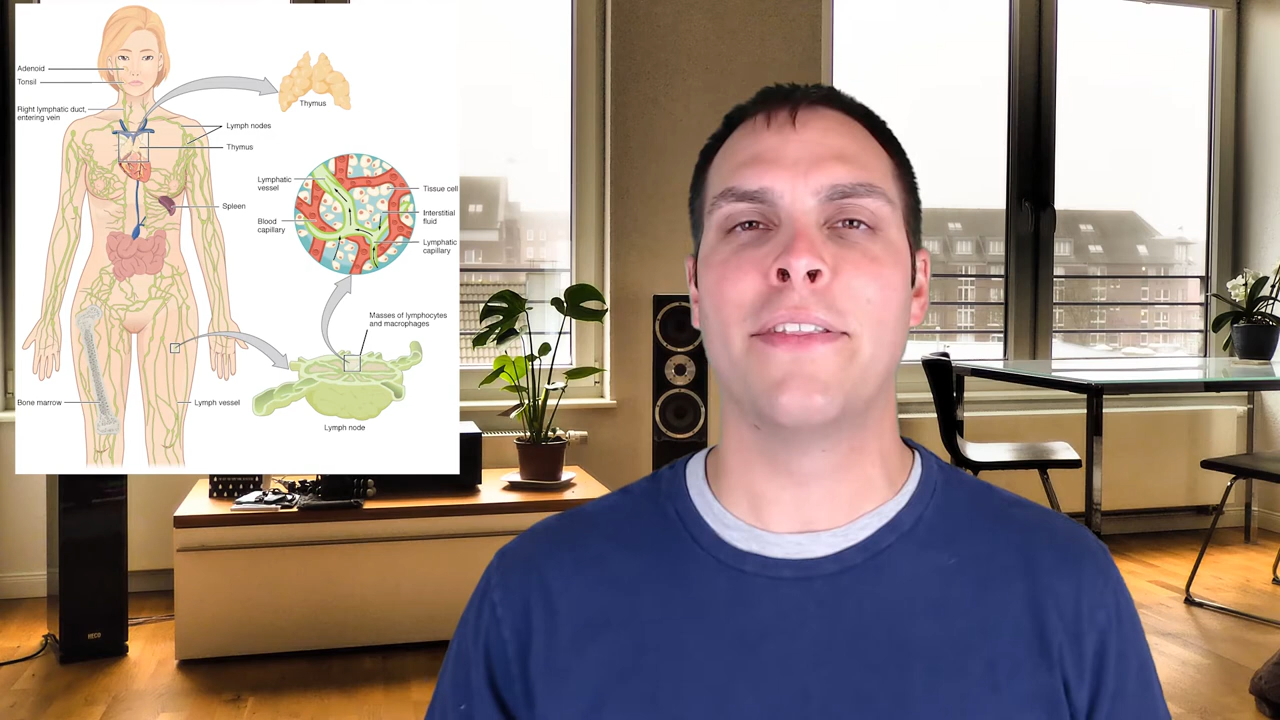 Adenoid
Tonsil
Right lymphatic duct,
entering vein
Thymus
Lymph nodes
Thymus
Spleen
Lymphatic
vessel
Tissue cell
Blood
capillary
Interstitial
fluid
Lymphatic
capillary
Masses of lymphocytes
and macrophages
Bone marrow
Lymph vessel
Lymph node
HECO